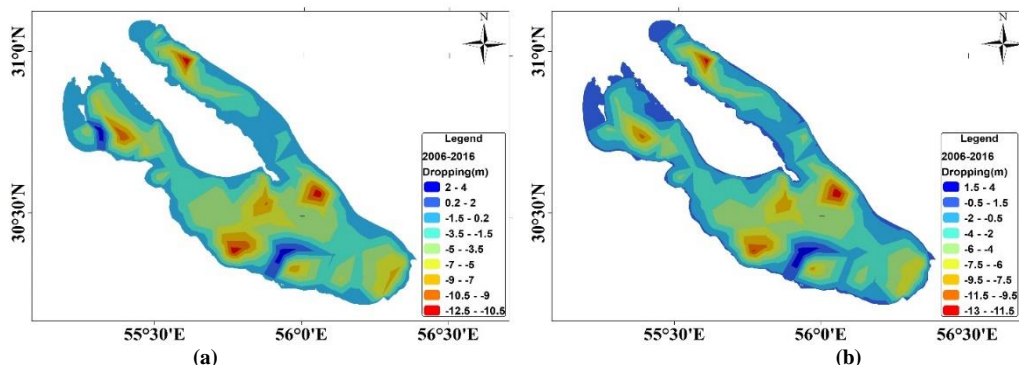 N
31°0'N
30°30'N
Legend
2006-2016
Dropping(m)
2 - 4
0.2 - 2
-1.5 - 0.2
-3.5 - -1.5
-5 - -3.5
-7 - -5
-9 - -7
-10.5 - -9
-12.5 - -10.5
55°30'E 56°0'E 56°30'E
(a)
N
31°0'N
30°30'N
Legend
2006-2016
Dropping(m)
1.5 - 4
-0.5 - 1.5
-2 - -0.5
-4 - -2
-6 - -4
-7.5 - -6
-9.5 - -7.5
-11.5 - -9.5
-13 - -11.5
55°30'E 56°0'E 56°30'E
(b)